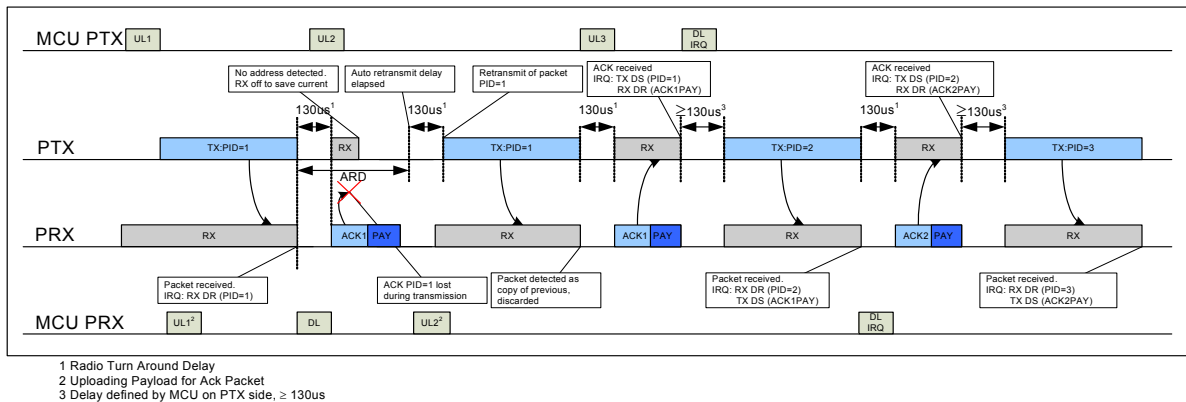 MCU PTX
UL1
UL2
UL3
DL
IRQ
No address detected.
RX off to save current
Auto retransmit delay
elapsed
Retransmit of packet
PID=1
ACK received
IRQ: TX DS (PID=1)
RX DR (ACK1PAY)
ACK received
IRQ: TX DS (PID=2)
RX DR (ACK2PAY)
130us1
130us1
130us1
≥130us3
130us1
≥130us3
PTX
TX:PID=1
RX
TX:PID=1
RX
TX:PID=2
RX
TX:PID=3
ARD
PRX
RX
ACK1
PAY
RX
ACK1
PAY
RX
ACK2
PAY
RX
Packet received.
IRQ: RX DR (PID=1)
ACK PID=1 lost
during transmission
Packet detected as
copy of previous,
discarded
Packet received.
IRQ: RX DR (PID=2)
TX DS (ACK1PAY)
Packet received.
IRQ: RX DR (PID=3)
TX DS (ACK2PAY)
MCU PRX
UL12
DL
UL22
DL
IRQ
1 Radio Turn Around Delay
2 Uploading Payload for Ack Packet
3 Delay defined by MCU on PTX side, ≥ 130us